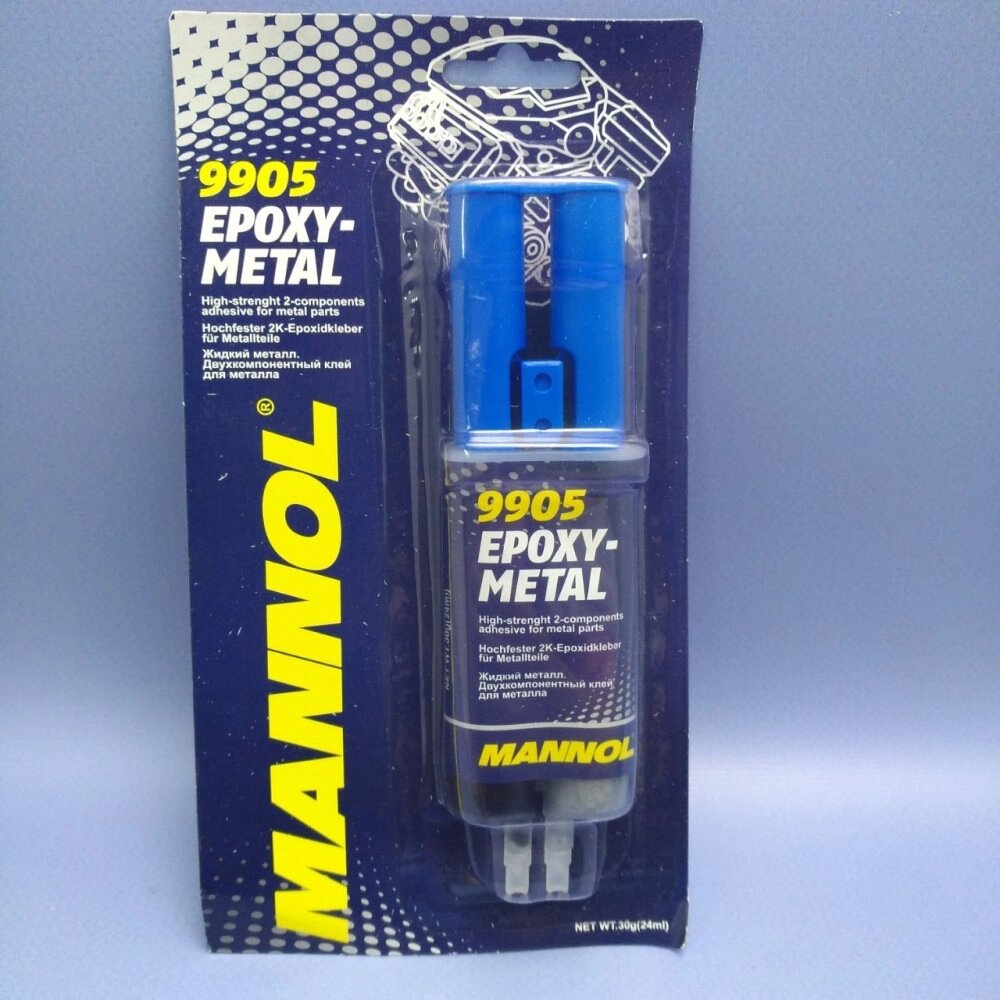 9905
EPOXY-
METAL
High-strenght 2-components
adhesive for metal parts
Hochfester 2K-Epoxidkleber
für Metallteile
Жидкий металл.
Двухкомпонентный клей
для металла
MANNOL®
9905
EPOXY-
METAL
High-strenght 2-components
adhesive for metal parts
Hochfester 2K-Epoxidkleber
für Metallteile
Жидкий металл.
Двухкомпонентный клей
для металла
MANNOL
NET WT.30g(24ml)